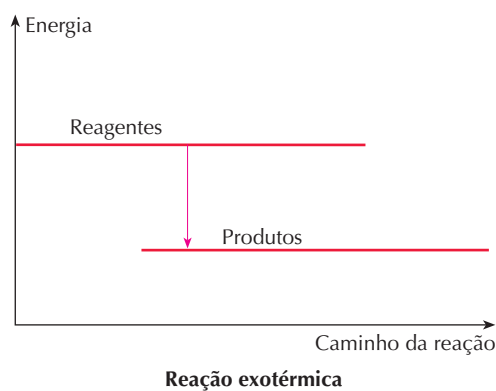 Energia
Reagentes
Produtos
Caminho da reação
Reação exotérmica